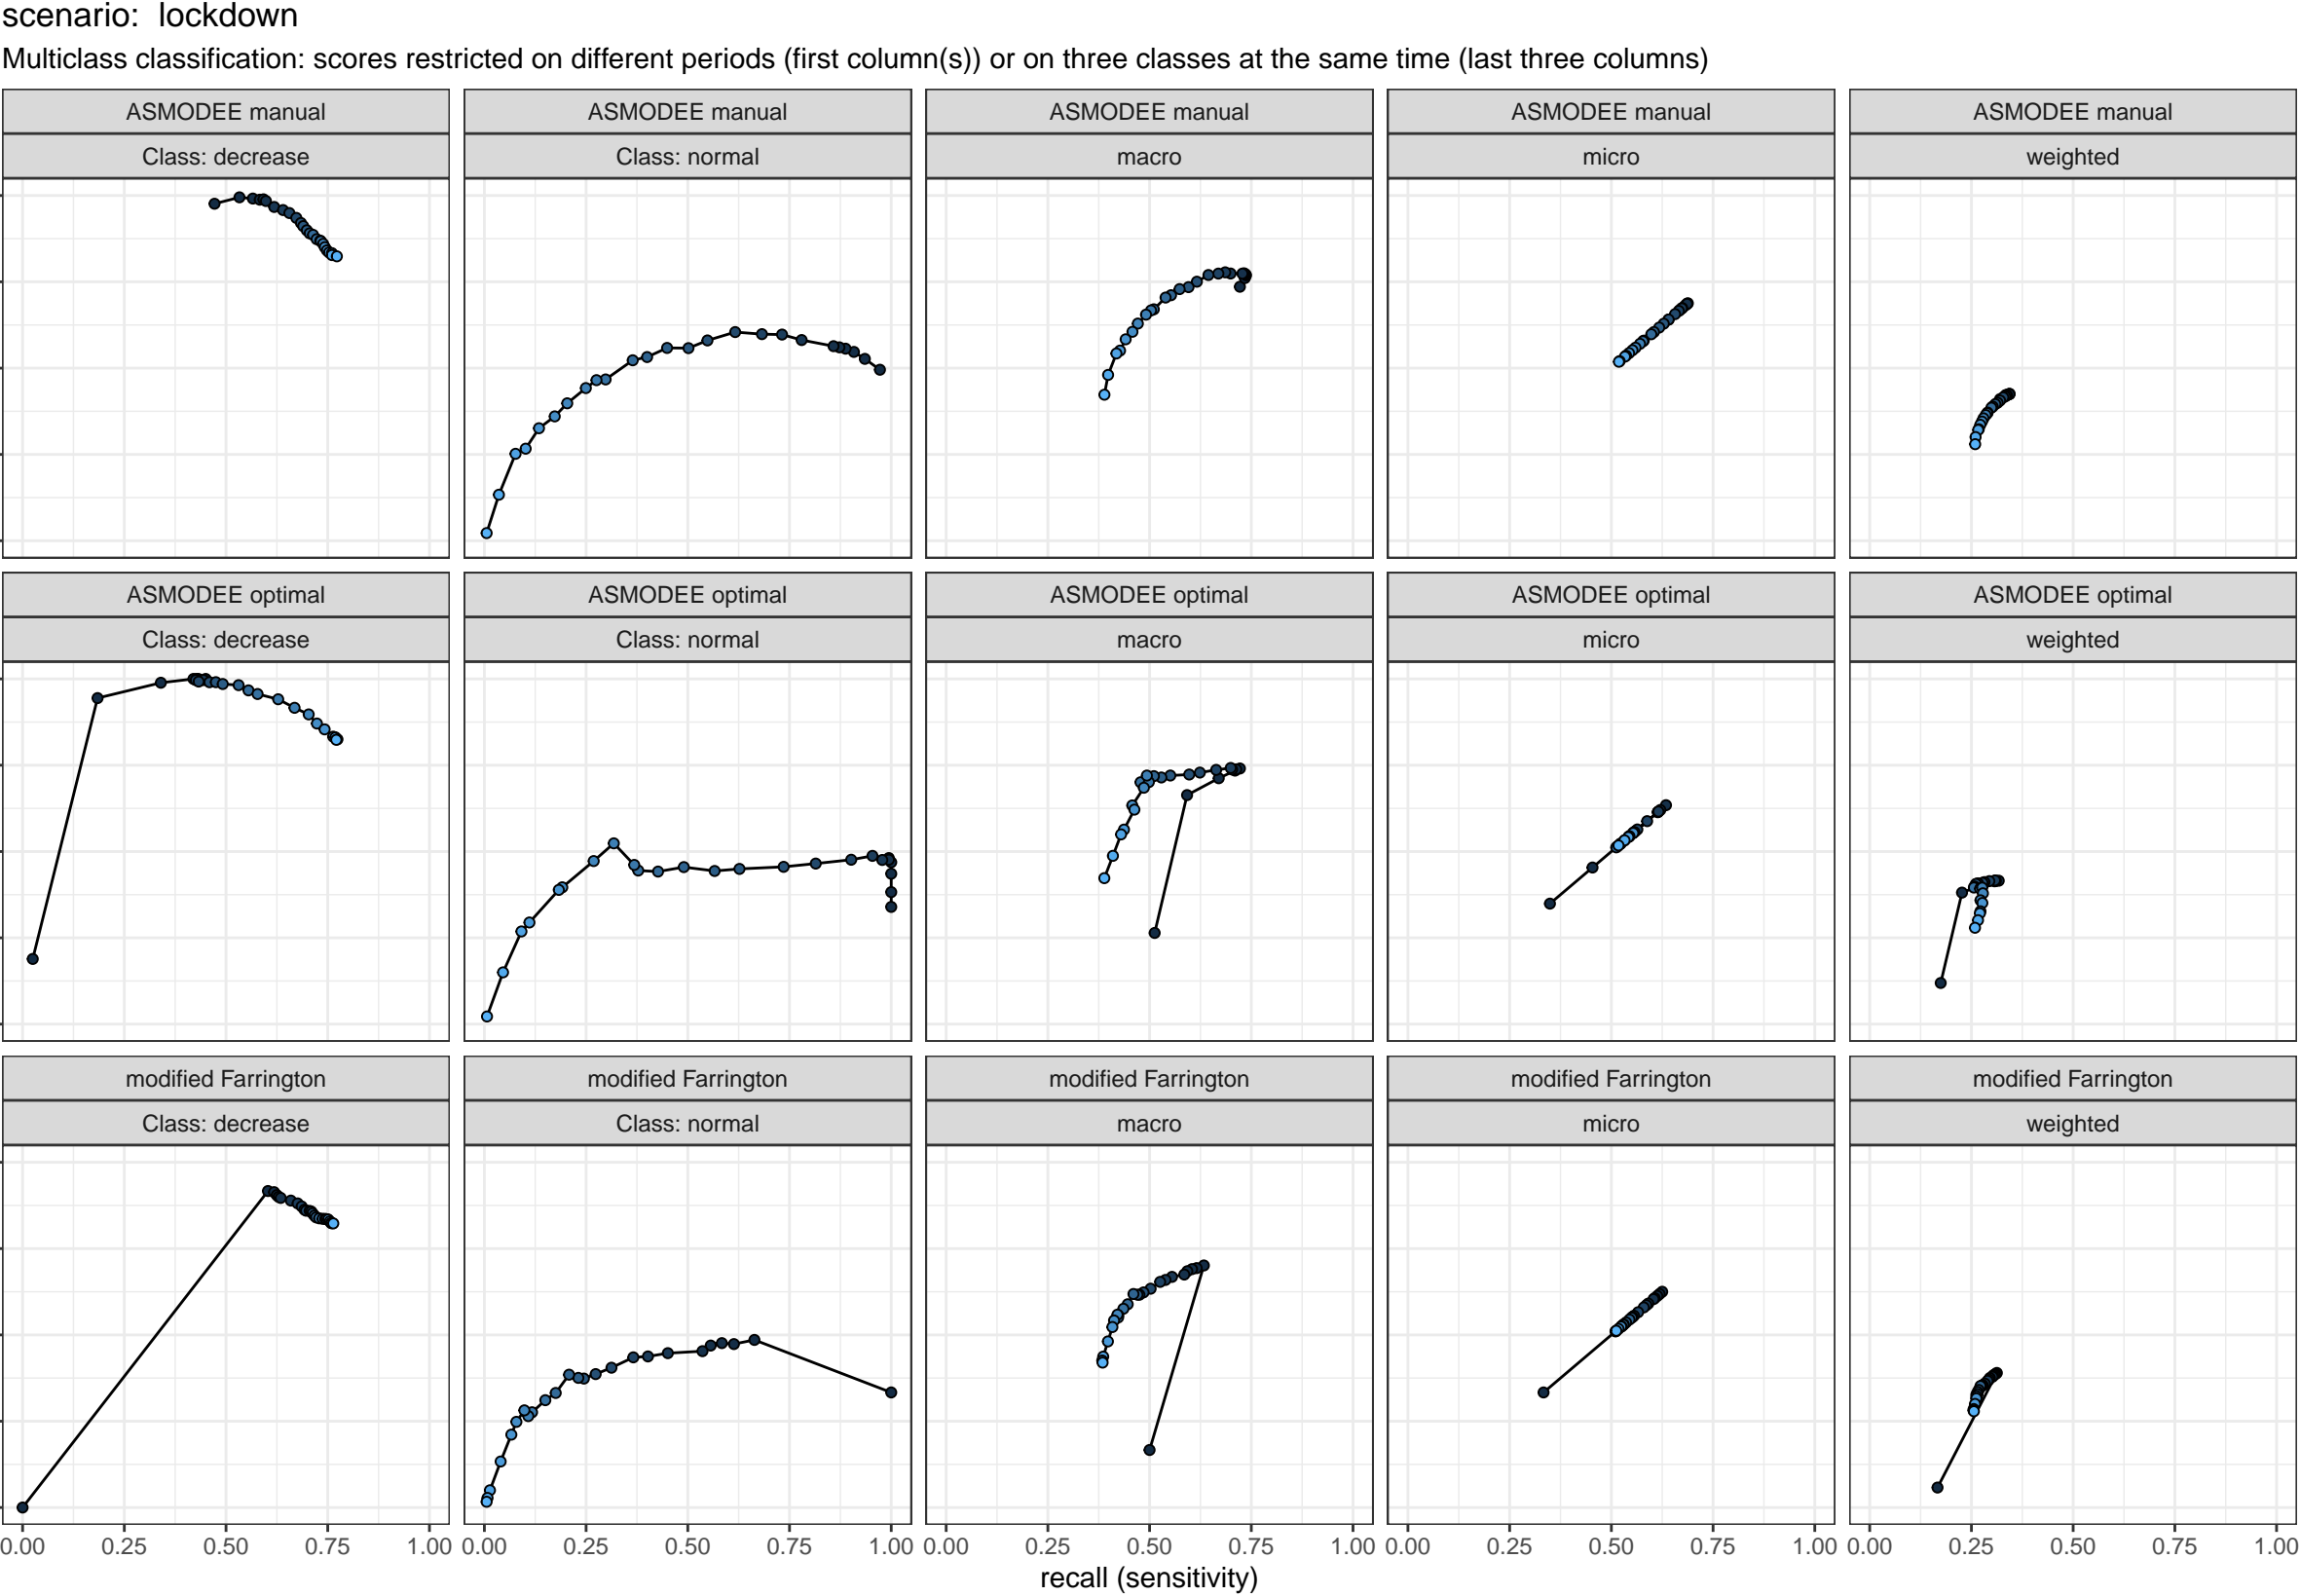 scenario:  lockdown
Multiclass classification: scores restricted on different periods (first column(s)) or on three classes at the same time (last three columns)
ASMODEE manual ASMODEE manual ASMODEE manual ASMODEE manual ASMODEE manual
Class: decrease Class: normal macro micro weighted
ASMODEE optimal ASMODEE optimal ASMODEE optimal ASMODEE optimal ASMODEE optimal
Class: decrease Class: normal macro micro weighted
modified Farrington modified Farrington modified Farrington modified Farrington modified Farrington
Class: decrease Class: normal macro micro weighted
0.00 0.25 0.50 0.75 1.00 0.00 0.25 0.50 0.75 1.00 0.00 0.25 0.50 0.75 1.00 0.00 0.25 0.50 0.75 1.00 0.00 0.25 0.50 0.75 1.00
recall (sensitivity)